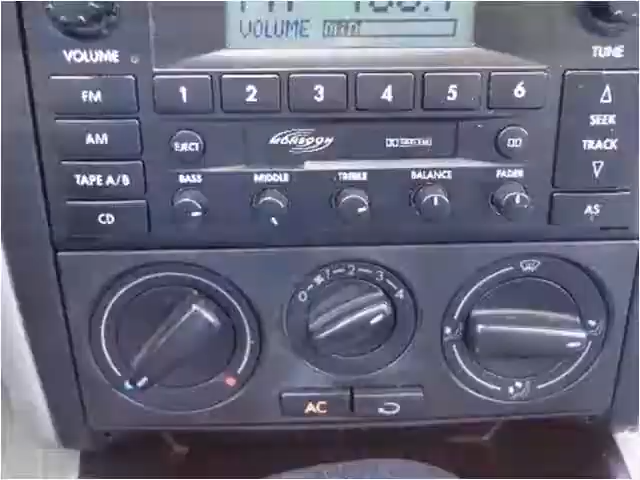 VOLUME
VOLUME
TUNE
FM
1 2 3 4 5 6
SEEK
TRACK
AM
EJECT
MONSOON
TAPE A/B
BASS MIDDLE TREBLE BALANCE FADER
CD
AS
0 1 2 3 4
AC